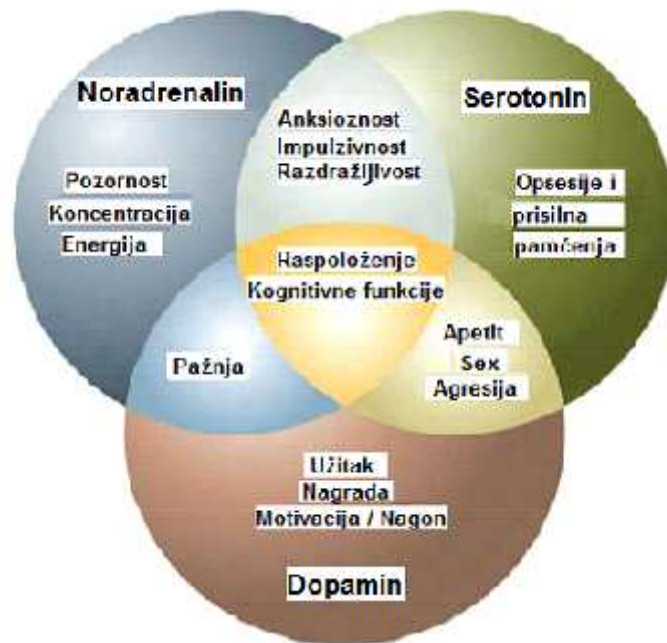 Noradrenalin
Serotonin
Anksioznost
Impulzivnost
Razdražljivost
Pozornost
Koncentracija
Energija
Opsesije i
prisilna
pamčenja
Raspoloženje
Kognitivne funkcije
Pažnja
Apetit
Sex
Agresija
Užitak
Nagrada
Motivacija / Nagon
Dopamin